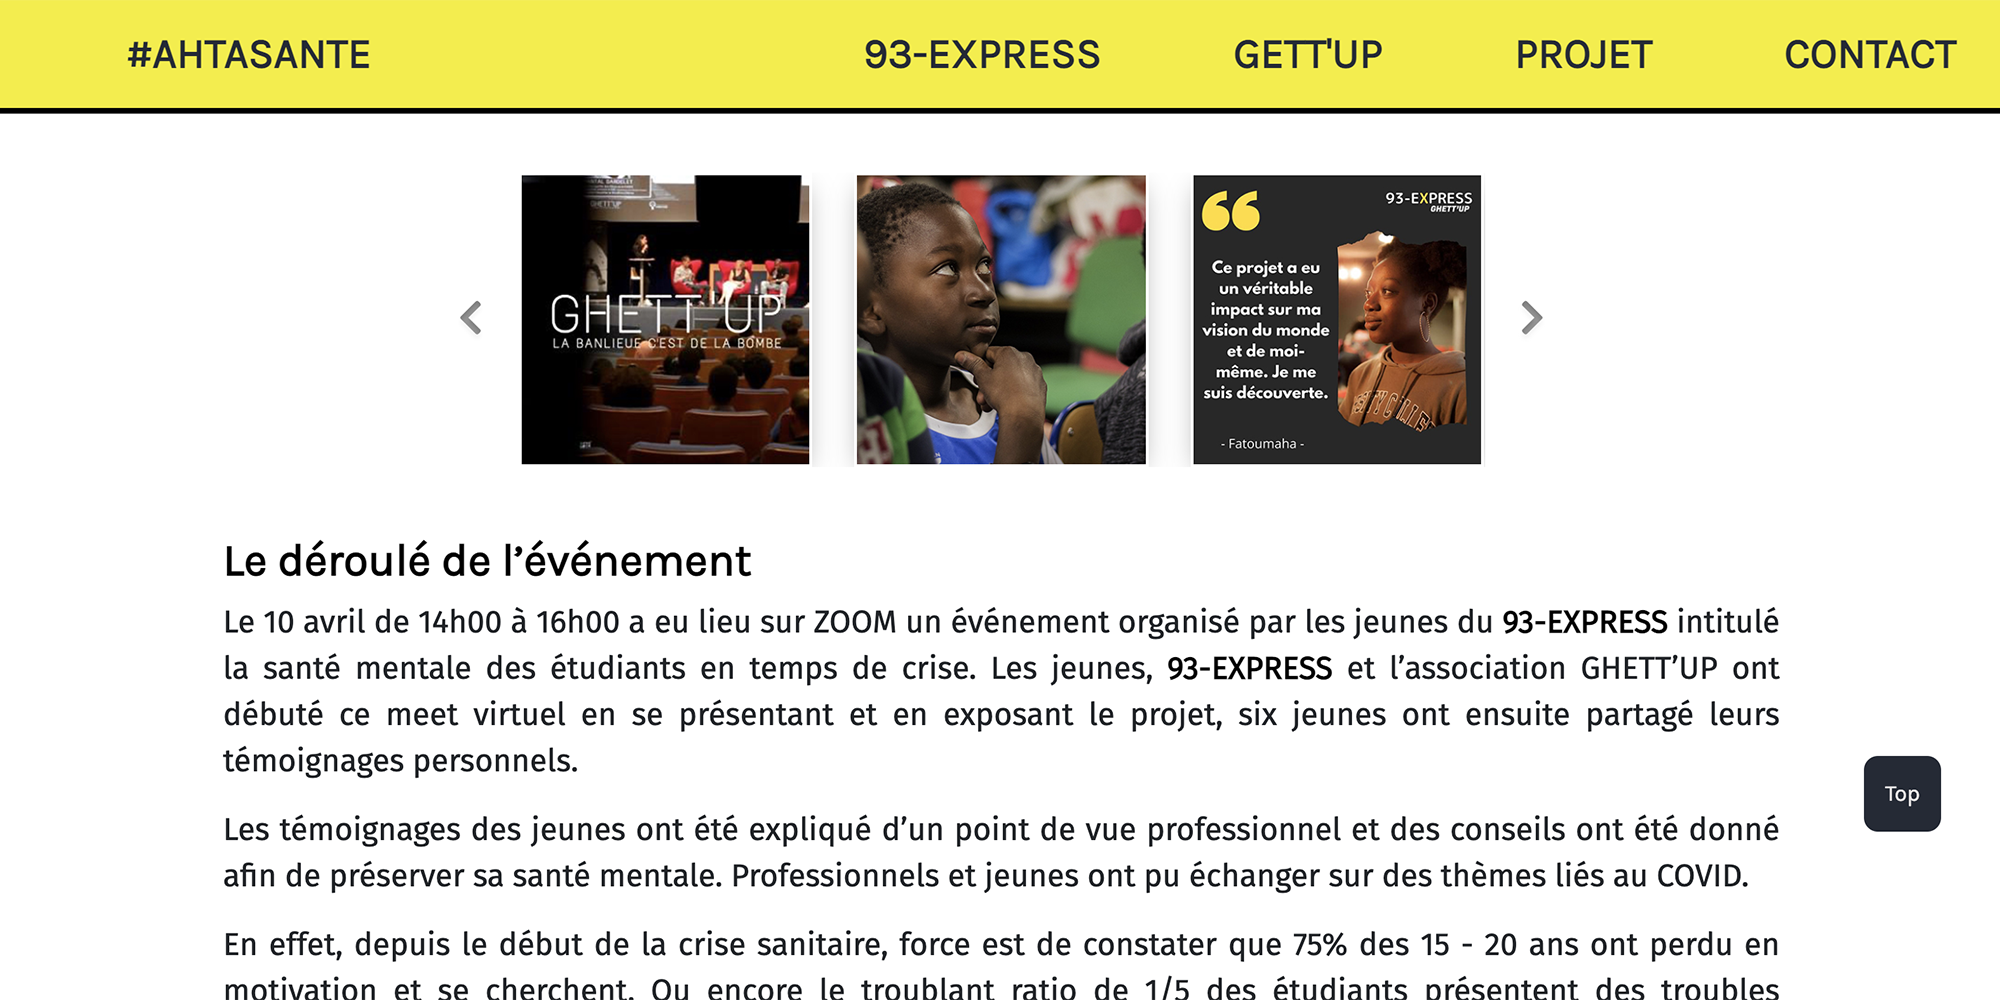 #AHTASANTE
93-EXPRESS
GETT'UP
PROJET
CONTACT
GHETT'UP
LA BANLIEUE C'EST DE LA BOMBE
93-EXPRESS
GHETT'UP
Ce projet a eu
un véritable
impact sur ma
vision du monde
et de moi-
même. Je me
suis découverte.
- Fatoumaha -
Le déroulé de l’événement
Le 10 avril de 14h00 à 16h00 a eu lieu sur ZOOM un événement organisé par les jeunes du 93-EXPRESS intitulé
la santé mentale des étudiants en temps de crise. Les jeunes, 93-EXPRESS et l’association GHETT’UP ont
débuté ce meet virtuel en se présentant et en exposant le projet, six jeunes ont ensuite partagé leurs
témoignages personnels.
Top
Les témoignages des jeunes ont été expliqué d’un point de vue professionnel et des conseils ont été donné
afin de préserver sa santé mentale. Professionnels et jeunes ont pu échanger sur des thèmes liés au COVID.
En effet, depuis le début de la crise sanitaire, force est de constater que 75% des 15 - 20 ans ont perdu en
motivation et se cherchent. Ou encore le troublant ratio de 1/5 des étudiants présentent des troubles